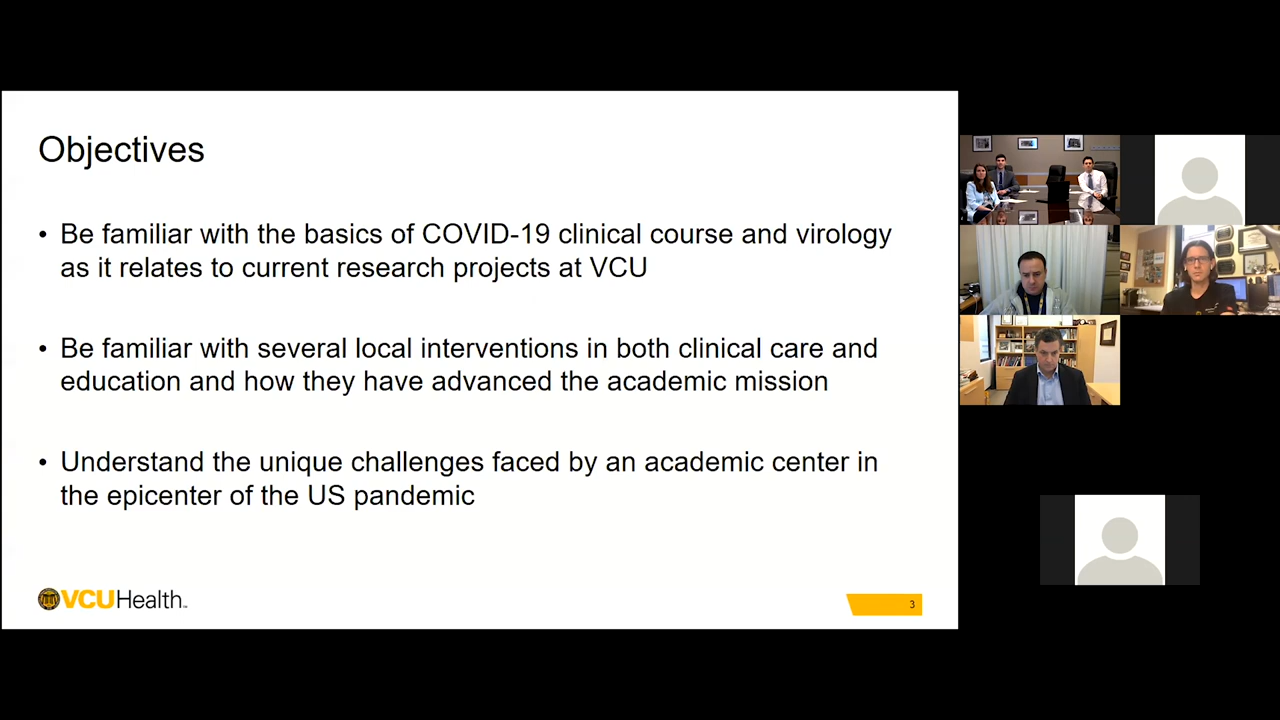 Objectives
• Be familiar with the basics of COVID-19 clinical course and virology
as it relates to current research projects at VCU
• Be familiar with several local interventions in both clinical care and
education and how they have advanced the academic mission
• Understand the unique challenges faced by an academic center in
the epicenter of the US pandemic
VCUHealth™
3